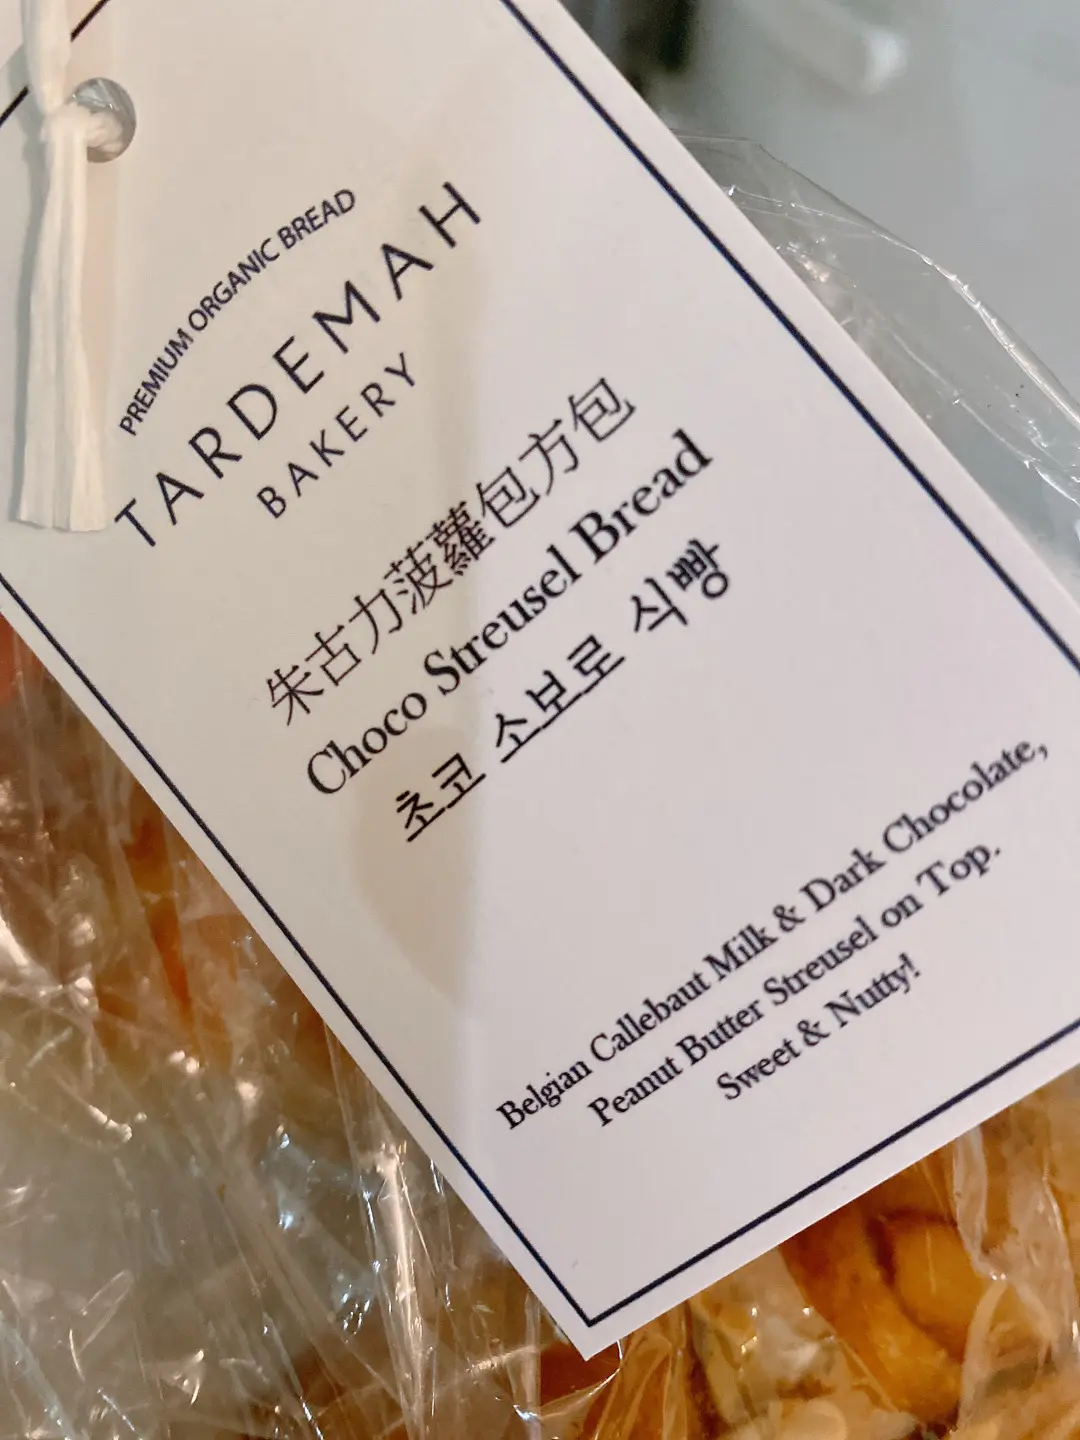 PREMIUM ORGANIC BREAD
TARDEMAH
BAKERY
朱古力菠蘿包方包
Choco Streusel Bread
초코 소보로 식빵
Belgian Callebaut Milk & Dark Chocolate,
Peanut Butter Streusel on Top.
Sweet & Nutty!